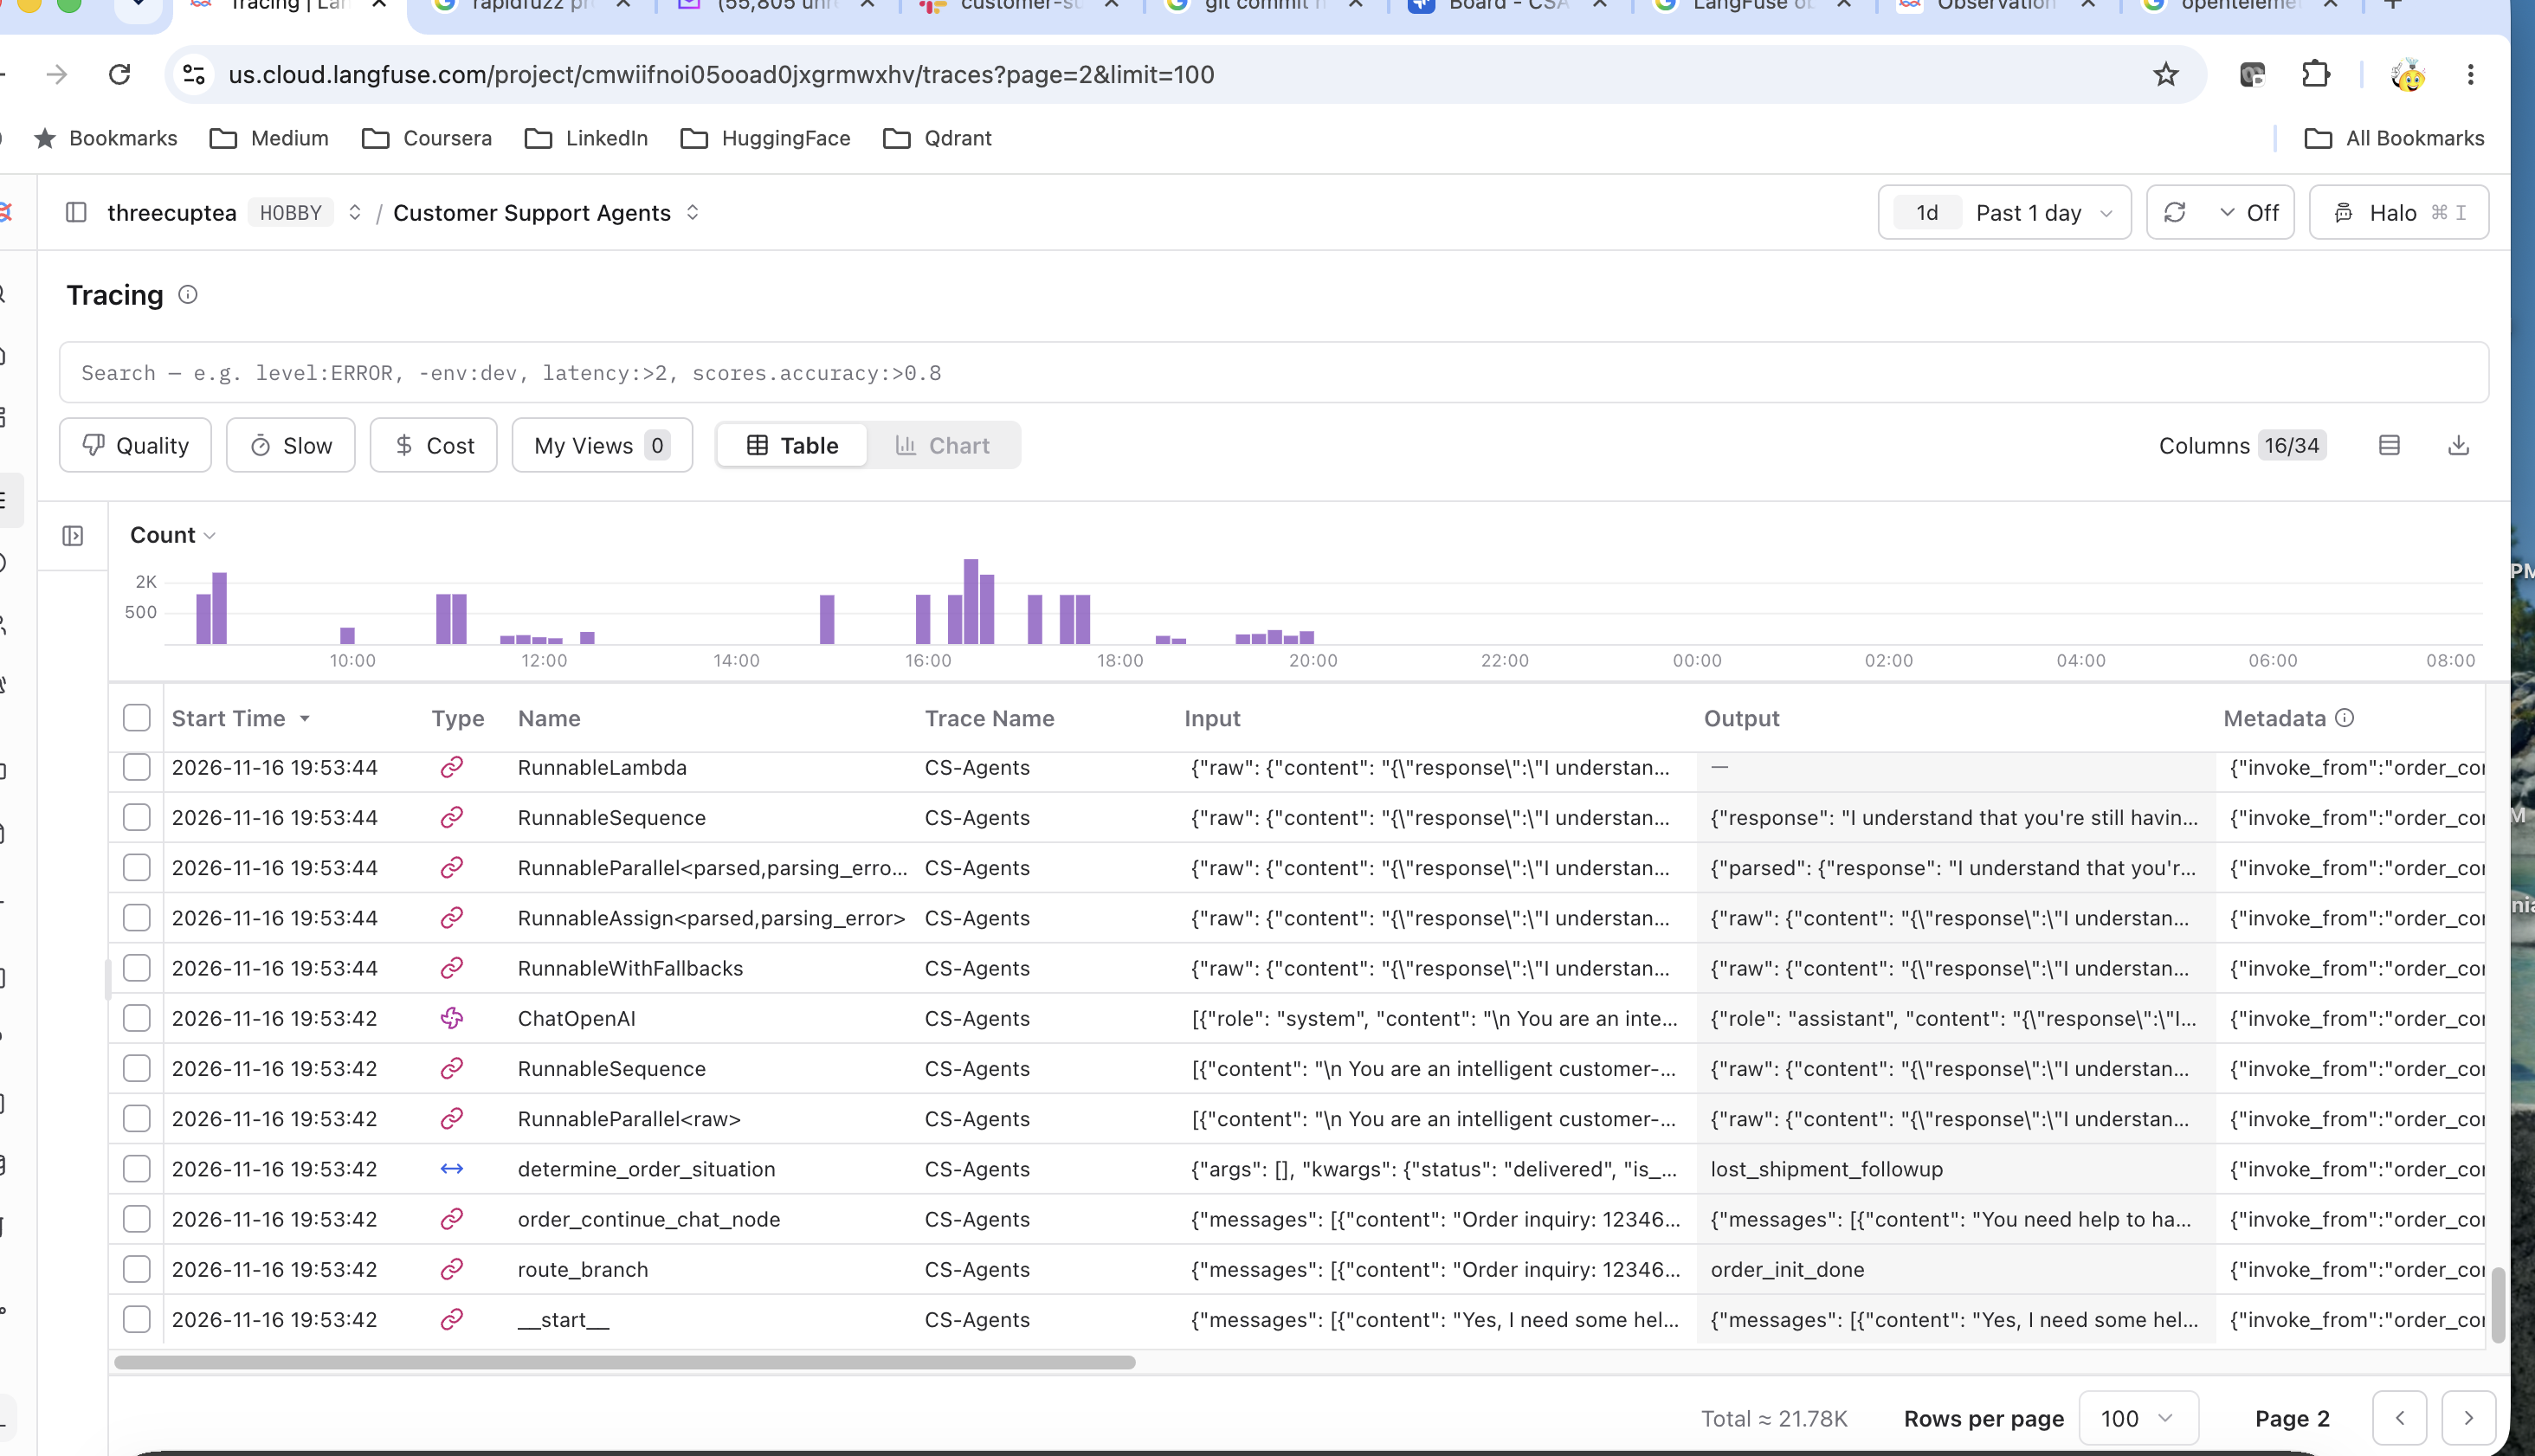 Tracing | Lan
rapidfuzz pr
(55,805 unre
customer-su
git commit m
Board - CSA
LangFuse ob
Observation
opentelemet
us.cloud.langfuse.com/project/cmwiifnoi05ooad0jxgrmwxhv/traces?page=2&limit=100
Bookmarks Medium Coursera LinkedIn HuggingFace Qdrant All Bookmarks
threecuptea HOBBY / Customer Support Agents 1d Past 1 day Off Halo ⌘ I
Tracing
Search — e.g. level:ERROR, -env:dev, latency:>2, scores.accuracy:>0.8
Quality Slow Cost My Views 0 Table Chart Columns 16/34
Count
2K
500
10:00 12:00 14:00 16:00 18:00 20:00 22:00 00:00 02:00 04:00 06:00 08:00
Start Time Type Name Trace Name Input Output Metadata
2026-11-16 19:53:44 RunnableLambda CS-Agents {"raw": {"content": "{\"response\":\"I understan... — {"invoke_from":"order_cor
2026-11-16 19:53:44 RunnableSequence CS-Agents {"raw": {"content": "{\"response\":\"I understan... {"response": "I understand that you're still havin... {"invoke_from":"order_cor
2026-11-16 19:53:44 RunnableParallel<parsed,parsing_erro... CS-Agents {"raw": {"content": "{\"response\":\"I understan... {"parsed": {"response": "I understand that you'r... {"invoke_from":"order_cor
2026-11-16 19:53:44 RunnableAssign<parsed,parsing_error> CS-Agents {"raw": {"content": "{\"response\":\"I understan... {"raw": {"content": "{\"response\":\"I understan... {"invoke_from":"order_cor
2026-11-16 19:53:44 RunnableWithFallbacks CS-Agents {"raw": {"content": "{\"response\":\"I understan... {"raw": {"content": "{\"response\":\"I understan... {"invoke_from":"order_cor
2026-11-16 19:53:42 ChatOpenAI CS-Agents [{"role": "system", "content": "\n You are an inte... {"role": "assistant", "content": "{\"response\":\"I... {"invoke_from":"order_cor
2026-11-16 19:53:42 RunnableSequence CS-Agents [{"content": "\n You are an intelligent customer-... {"raw": {"content": "{\"response\":\"I understan... {"invoke_from":"order_cor
2026-11-16 19:53:42 RunnableParallel<raw> CS-Agents [{"content": "\n You are an intelligent customer-... {"raw": {"content": "{\"response\":\"I understan... {"invoke_from":"order_cor
2026-11-16 19:53:42 determine_order_situation CS-Agents {"args": [], "kwargs": {"status": "delivered", "is_... lost_shipment_followup {"invoke_from":"order_cor
2026-11-16 19:53:42 order_continue_chat_node CS-Agents {"messages": [{"content": "Order inquiry: 12346... {"messages": [{"content": "You need help to ha... {"invoke_from":"order_cor
2026-11-16 19:53:42 route_branch CS-Agents {"messages": [{"content": "Order inquiry: 12346... order_init_done {"invoke_from":"order_cor
2026-11-16 19:53:42 __start__ CS-Agents {"messages": [{"content": "Yes, I need some hel... {"messages": [{"content": "Yes, I need some hel... {"invoke_from":"order_cor
Total ≈ 21.78K Rows per page 100 Page 2